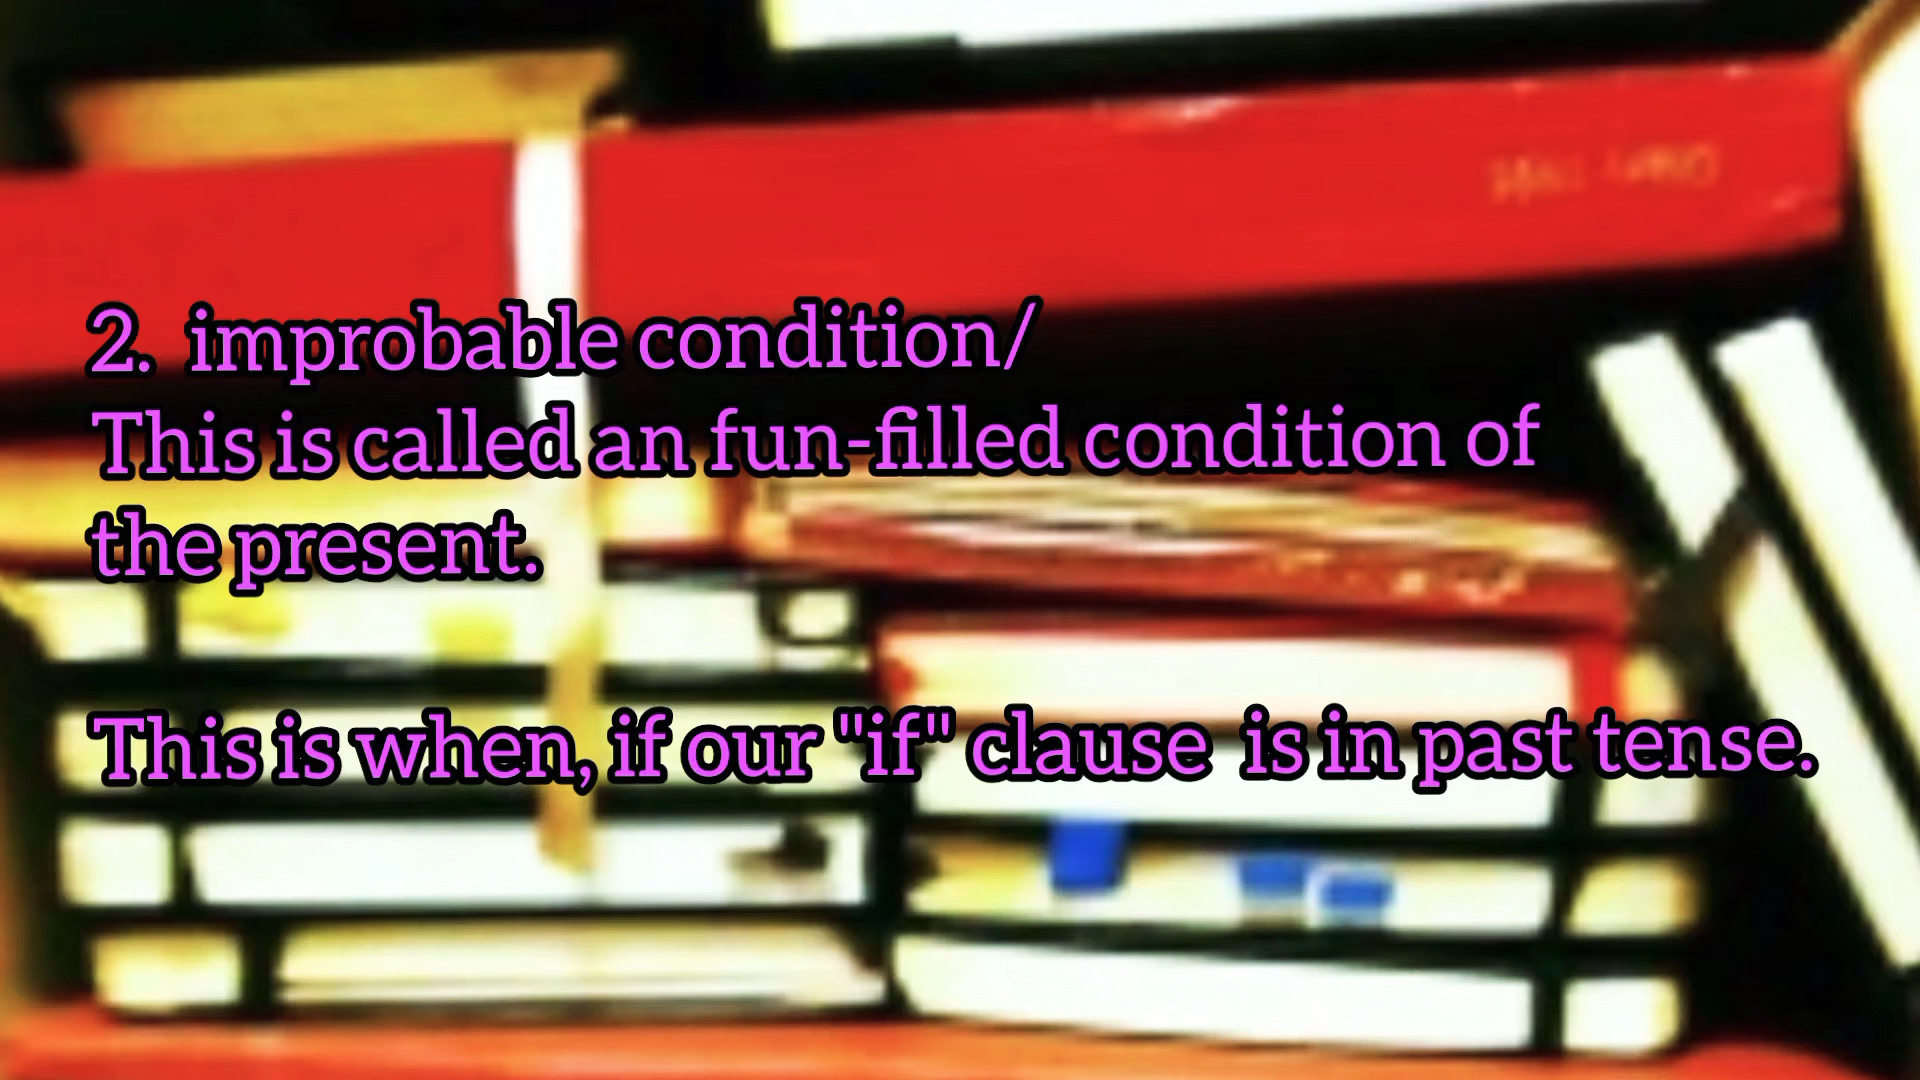 2. improbable condition/
This is called an fun-filled condition of
the present.
This is when, if our "if" clause is in past tense.